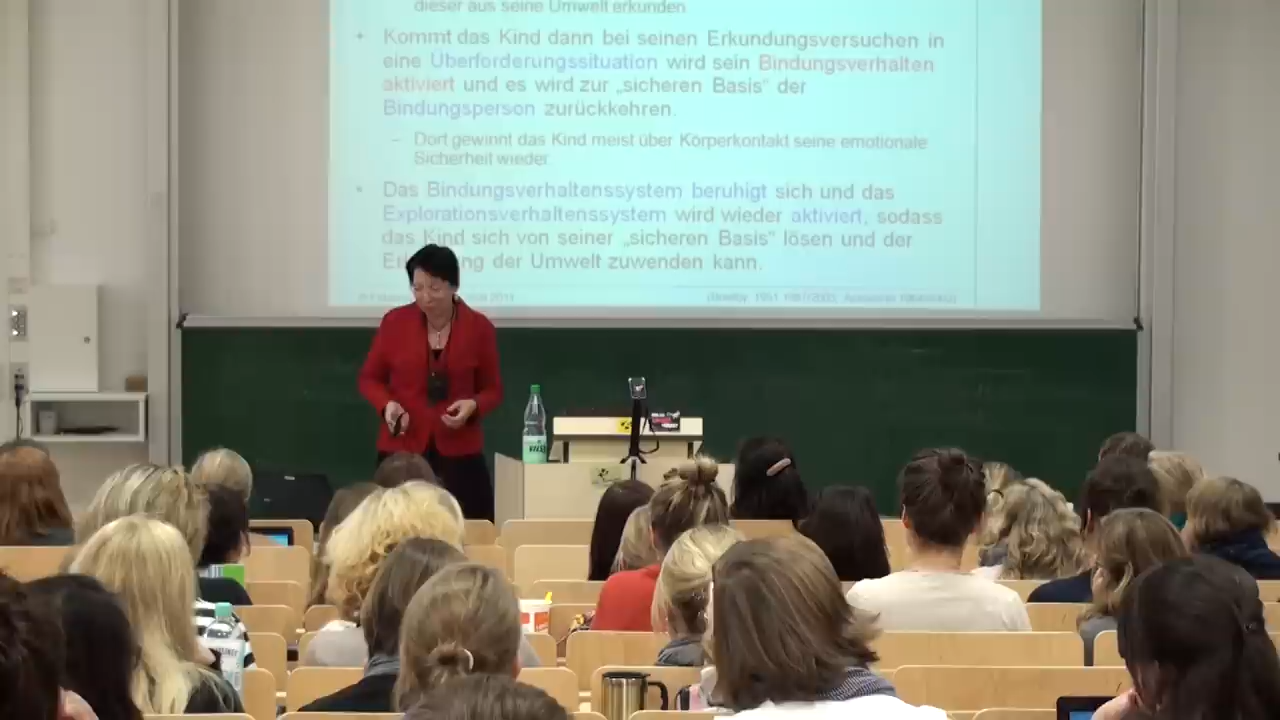 dieser aus seine Umwelt erkunden
• Kommt das Kind dann bei seinen Erkundungsversuchen in
eine Überforderungssituation wird sein Bindungsverhalten
aktiviert und es wird zur „sicheren Basis" der
Bindungsperson zurückkehren.
– Dort gewinnt das Kind meist über Körperkontakt seine emotionale
Sicherheit wieder
• Das Bindungsverhaltenssystem beruhigt sich und das
Explorationsverhaltenssystem wird wieder aktiviert, sodass
das Kind sich von seiner „sicheren Basis" lösen und der
der Umwelt zuwenden kann.